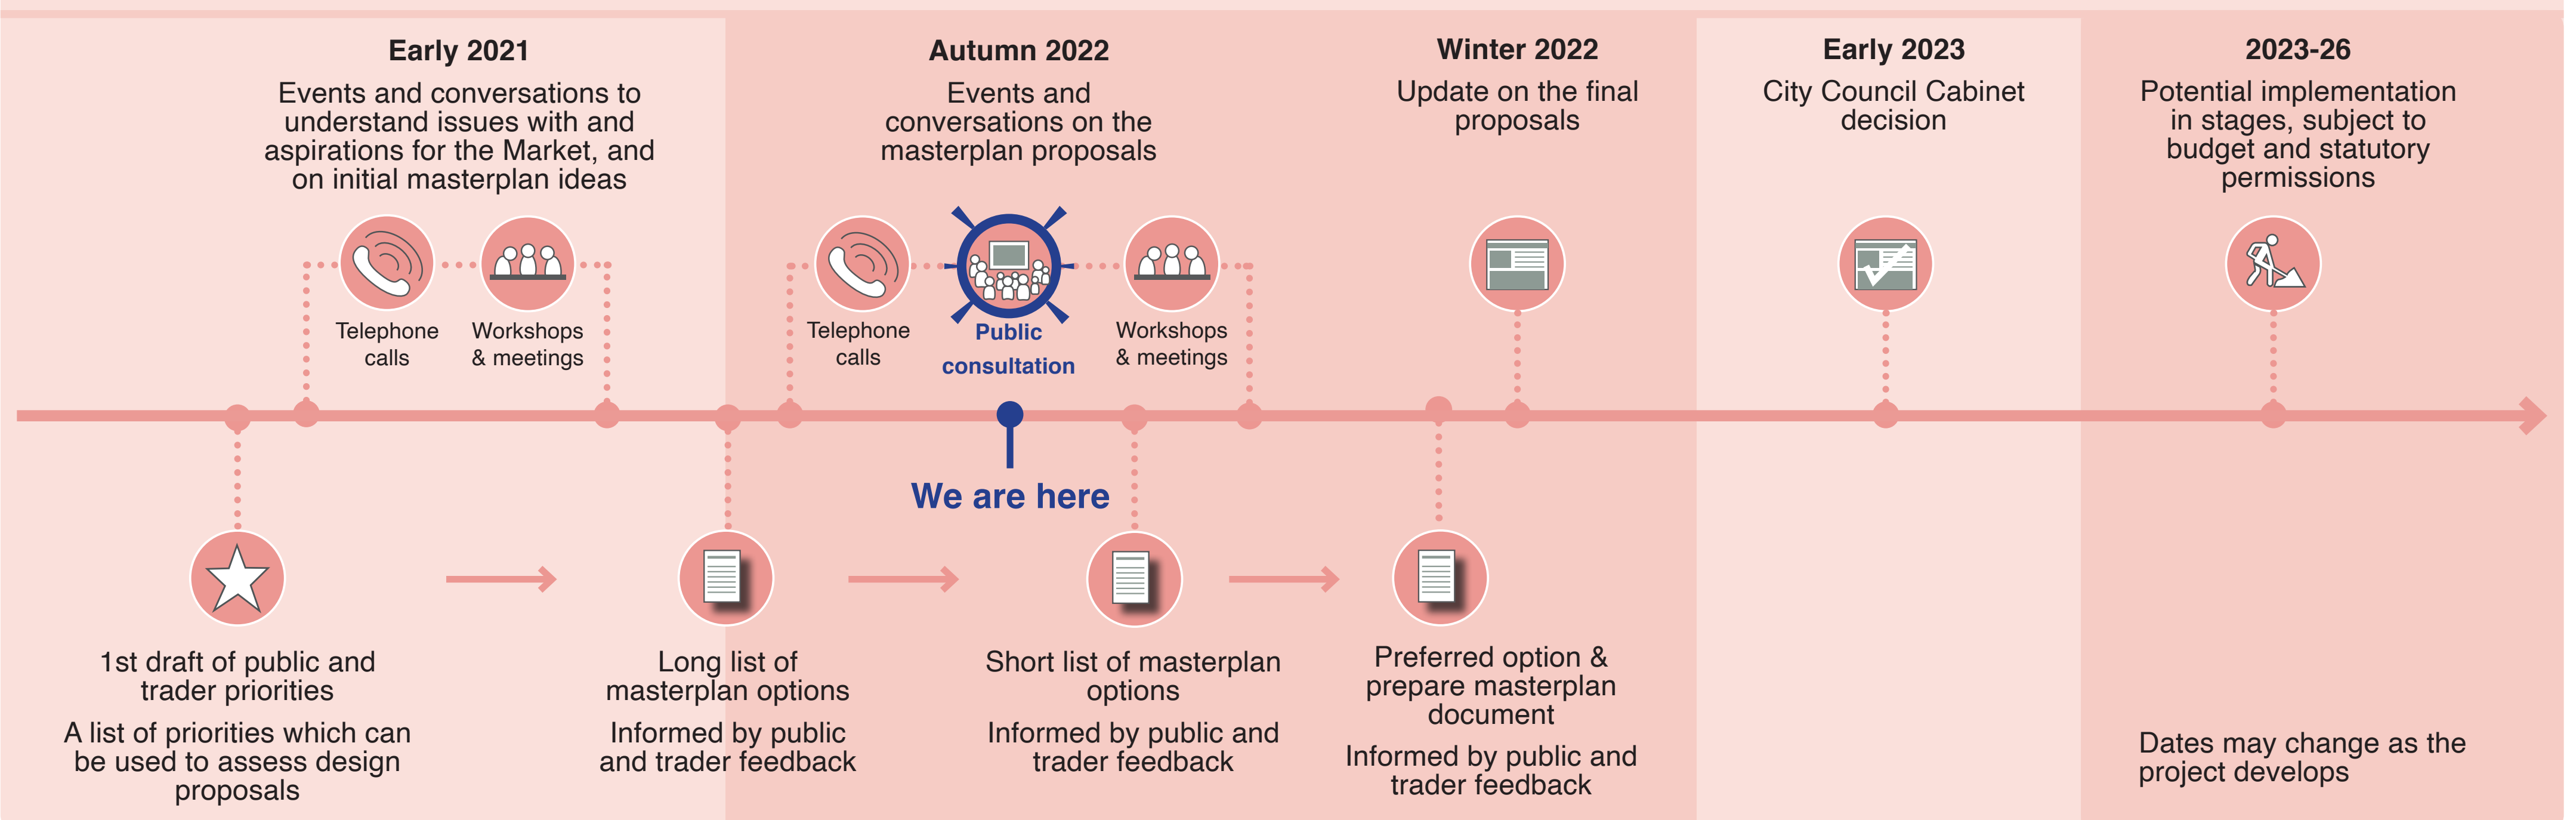 Early 2021
Events and conversations to
understand issues with and
aspirations for the Market, and
on initial masterplan ideas
Telephone
calls
Workshops
& meetings
Autumn 2022
Events and
conversations on the
masterplan proposals
Telephone
calls
Public
consultation
Workshops
& meetings
Winter 2022
Update on the final
proposals
Early 2023
City Council Cabinet
decision
2023-26
Potential implementation
in stages, subject to
budget and statutory
permissions
We are here
1st draft of public and
trader priorities
A list of priorities which can
be used to assess design
proposals
Long list of
masterplan options
Informed by public
and trader feedback
Short list of masterplan
options
Informed by public and
trader feedback
Preferred option &
prepare masterplan
document
Informed by public and
trader feedback
Dates may change as the
project develops